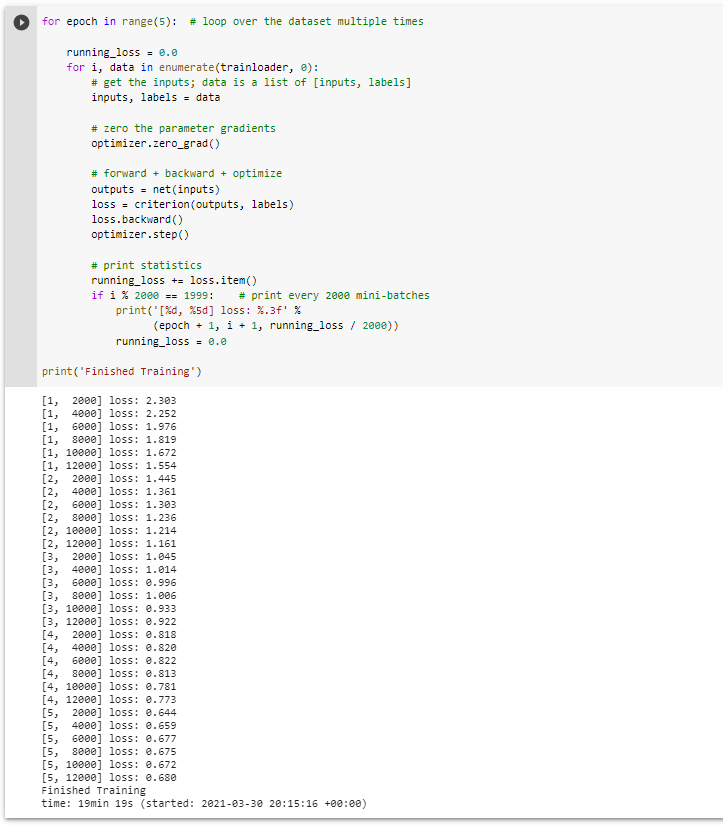 for epoch in range(5):  # loop over the dataset multiple times
    running_loss = 0.0
    for i, data in enumerate(trainloader, 0):
        # get the inputs; data is a list of [inputs, labels]
        inputs, labels = data
        # zero the parameter gradients
        optimizer.zero_grad()
        # forward + backward + optimize
        outputs = net(inputs)
        loss = criterion(outputs, labels)
        loss.backward()
        optimizer.step()
        # print statistics
        running_loss += loss.item()
        if i % 2000 == 1999:    # print every 2000 mini-batches
            print('[%d, %5d] loss: %.3f' %
                  (epoch + 1, i + 1, running_loss / 2000))
            running_loss = 0.0
print('Finished Training')
[1,  2000] loss: 2.303
[1,  4000] loss: 2.252
[1,  6000] loss: 1.976
[1,  8000] loss: 1.819
[1, 10000] loss: 1.672
[1, 12000] loss: 1.554
[2,  2000] loss: 1.445
[2,  4000] loss: 1.361
[2,  6000] loss: 1.303
[2,  8000] loss: 1.236
[2, 10000] loss: 1.214
[2, 12000] loss: 1.161
[3,  2000] loss: 1.045
[3,  4000] loss: 1.014
[3,  6000] loss: 0.996
[3,  8000] loss: 1.006
[3, 10000] loss: 0.933
[3, 12000] loss: 0.922
[4,  2000] loss: 0.818
[4,  4000] loss: 0.820
[4,  6000] loss: 0.822
[4,  8000] loss: 0.813
[4, 10000] loss: 0.781
[4, 12000] loss: 0.773
[5,  2000] loss: 0.644
[5,  4000] loss: 0.659
[5,  6000] loss: 0.677
[5,  8000] loss: 0.675
[5, 10000] loss: 0.672
[5, 12000] loss: 0.680
Finished Training
time: 19min 19s (started: 2021-03-30 20:15:16 +00:00)